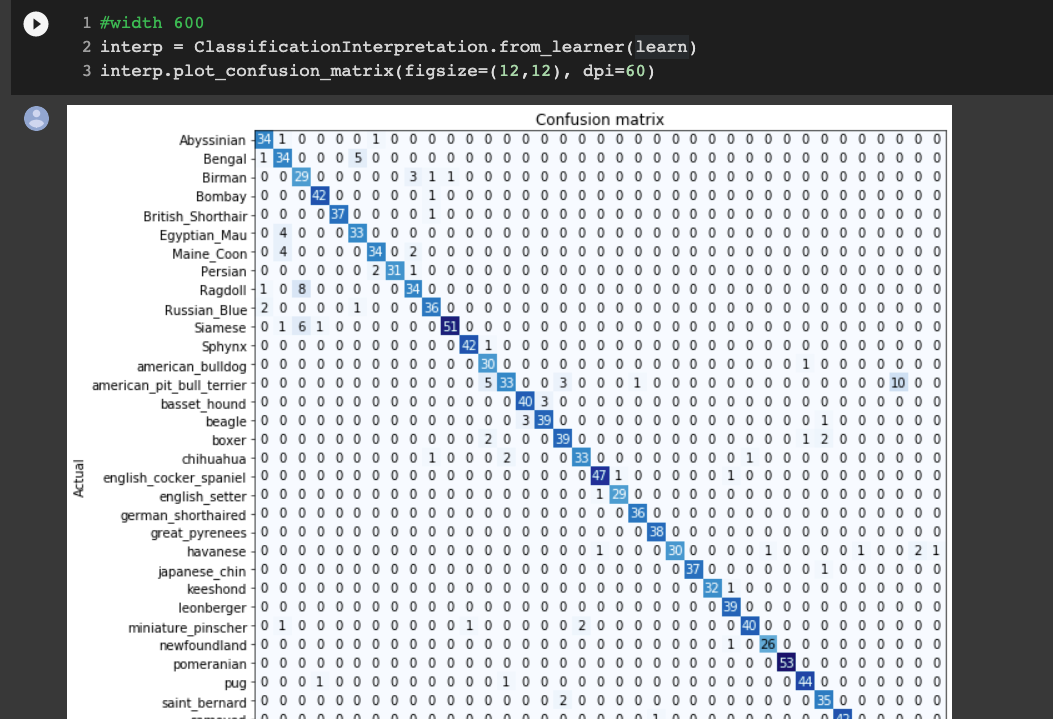 1 #width 600
2 interp = ClassificationInterpretation.from_learner(learn)
3 interp.plot_confusion_matrix(figsize=(12,12), dpi=60)
Confusion matrix
Abyssinian 34 1 0 0 0 0 1 0 0 0 0 0 0 0 0 0 0 0 0 0 0 0 0 0 0 0 0 0 0 0 0 0 0 0 0 0 0
Bengal 1 34 0 0 0 5 0 0 0 0 0 0 0 0 0 0 0 0 0 0 0 0 0 0 0 0 0 0 0 0 0 0 0 0 0 0 0
Birman 0 0 29 0 0 0 0 0 3 1 1 0 0 0 0 0 0 0 0 0 0 0 0 0 0 0 0 0 0 0 0 0 0 0 0 0 0
Bombay 0 0 0 42 0 0 0 0 0 1 0 0 0 0 0 0 0 0 0 0 0 0 0 0 0 0 0 0 0 0 0 0 0 0 0 0 0
British_Shorthair 0 0 0 0 37 0 0 0 0 1 0 0 0 0 0 0 0 0 0 0 0 0 0 0 0 0 0 0 0 0 0 0 0 0 0 0 0
Egyptian_Mau 0 4 0 0 0 33 0 0 0 0 0 0 0 0 0 0 0 0 0 0 0 0 0 0 0 0 0 0 0 0 0 0 0 0 0 0 0
Maine_Coon 0 4 0 0 0 0 34 0 2 0 0 0 0 0 0 0 0 0 0 0 0 0 0 0 0 0 0 0 0 0 0 0 0 0 0 0 0
Persian 0 0 0 0 0 0 2 31 1 0 0 0 0 0 0 0 0 0 0 0 0 0 0 0 0 0 0 0 0 0 0 0 0 0 0 0 0
Ragdoll 1 0 8 0 0 0 0 0 34 0 0 0 0 0 0 0 0 0 0 0 0 0 0 0 0 0 0 0 0 0 0 0 0 0 0 0 0
Russian_Blue 2 0 0 0 0 1 0 0 0 36 0 0 0 0 0 0 0 0 0 0 0 0 0 0 0 0 0 0 0 0 0 0 0 0 0 0 0
Siamese 0 1 6 1 0 0 0 0 0 0 51 0 0 0 0 0 0 0 0 0 0 0 0 0 0 0 0 0 0 0 0 0 0 0 0 0 0
Sphynx 0 0 0 0 0 0 0 0 0 0 0 42 1 0 0 0 0 0 0 0 0 0 0 0 0 0 0 0 0 0 0 0 0 0 0 0 0
american_bulldog 0 0 0 0 0 0 0 0 0 0 0 0 30 0 0 0 0 0 0 0 0 0 0 0 0 0 0 0 0 1 0 0 0 0 0 0 0
american_pit_bull_terrier 0 0 0 0 0 0 0 0 0 0 0 0 5 33 0 0 3 0 0 0 1 0 0 0 0 0 0 0 0 0 0 0 0 0 10 0 0
basset_hound 0 0 0 0 0 0 0 0 0 0 0 0 0 0 40 3 0 0 0 0 0 0 0 0 0 0 0 0 0 0 0 0 0 0 0 0 0
beagle 0 0 0 0 0 0 0 0 0 0 0 0 0 0 3 39 0 0 0 0 0 0 0 0 0 0 0 0 0 0 1 0 0 0 0 0 0
boxer 0 0 0 0 0 0 0 0 0 0 0 0 2 0 0 0 39 0 0 0 0 0 0 0 0 0 0 0 0 1 2 0 0 0 0 0 0
chihuahua 0 0 0 0 0 0 0 0 0 1 0 0 0 2 0 0 0 33 0 0 0 0 0 0 0 0 1 0 0 0 0 0 0 0 0 0 0
Actual
english_cocker_spaniel 0 0 0 0 0 0 0 0 0 0 0 0 0 0 0 0 0 0 47 1 0 0 0 0 0 1 0 0 0 0 0 0 0 0 0 0 0
english_setter 0 0 0 0 0 0 0 0 0 0 0 0 0 0 0 0 0 0 1 29 0 0 0 0 0 0 0 0 0 0 0 0 0 0 0 0 0
german_shorthaired 0 0 0 0 0 0 0 0 0 0 0 0 0 0 0 0 0 0 0 0 36 0 0 0 0 0 0 0 0 0 0 0 0 0 0 0 0
great_pyrenees 0 0 0 0 0 0 0 0 0 0 0 0 0 0 0 0 0 0 0 0 0 38 0 0 0 0 0 0 0 0 0 0 0 0 0 0 0
havanese 0 0 0 0 0 0 0 0 0 0 0 0 0 0 0 0 0 0 1 0 0 0 30 0 0 0 0 1 0 0 0 0 1 0 0 2 1
japanese_chin 0 0 0 0 0 0 0 0 0 0 0 0 0 0 0 0 0 0 0 0 0 0 0 37 0 0 0 0 0 0 1 0 0 0 0 0 0
keeshond 0 0 0 0 0 0 0 0 0 0 0 0 0 0 0 0 0 0 0 0 0 0 0 0 32 1 0 0 0 0 0 0 0 0 0 0 0
leonberger 0 0 0 0 0 0 0 0 0 0 0 0 0 0 0 0 0 0 0 0 0 0 0 0 0 39 0 0 0 0 0 0 0 0 0 0 0
miniature_pinscher 0 1 0 0 0 0 0 0 0 0 0 1 0 0 0 0 0 2 0 0 0 0 0 0 0 0 40 0 0 0 0 0 0 0 0 0 0
newfoundland 0 0 0 0 0 0 0 0 0 0 0 0 0 0 0 0 0 0 0 0 0 0 0 0 0 1 0 26 0 0 0 0 0 0 0 0 0
pomeranian 0 0 0 0 0 0 0 0 0 0 0 0 0 0 0 0 0 0 0 0 0 0 0 0 0 0 0 0 53 0 0 0 0 0 0 0 0
pug 0 0 0 1 0 0 0 0 0 0 0 0 0 1 0 0 0 0 0 0 0 0 0 0 0 0 0 0 0 44 0 0 0 0 0 0 0
saint_bernard 0 0 0 0 0 0 0 0 0 0 0 0 0 0 0 0 2 0 0 0 0 0 0 0 0 0 0 0 0 0 35 0 0 0 0 0 0